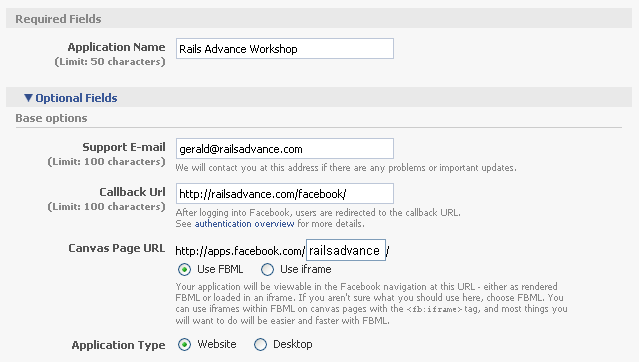 Required Fields
Application Name
(Limit: 50 characters)
Rails Advance Workshop
▼ Optional Fields
Base options
Support E-mail
(Limit: 100 characters)
gerald@railsadvance.com
We will contact you at this address if there are any problems or important updates.
Callback Url
(Limit: 100 characters)
http://railsadvance.com/facebook/
After logging into Facebook, users are redirected to the callback URL.
See authentication overview for more details.
Canvas Page URL
http://apps.facebook.com/railsadvance/
Use FBML Use iframe
Your application will be viewable in the Facebook navigation at this URL - either as rendered
FBML or loaded in an iframe. If you aren't sure what you should use here, choose FBML. You
can use iframes within FBML on canvas pages with the <fb:iframe> tag, and most things you
will want to do will be easier and faster with FBML.
Application Type
Website Desktop